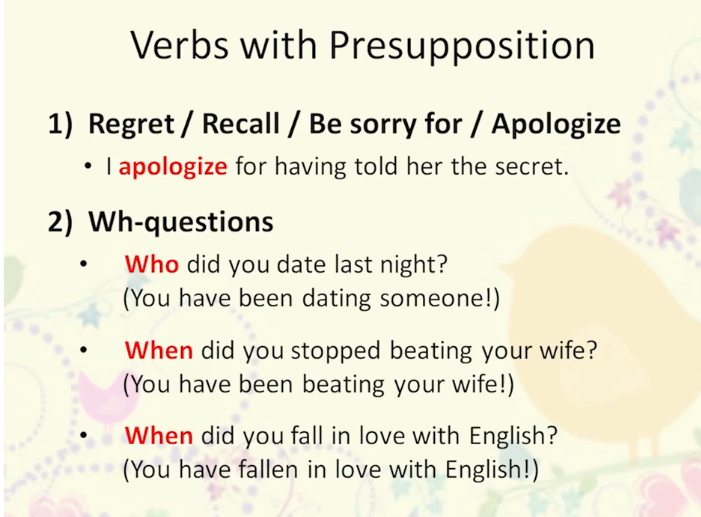 Verbs with Presupposition
1) Regret / Recall / Be sorry for / Apologize
• I apologize for having told her the secret.
2) Wh-questions
• Who did you date last night?
(You have been dating someone!)
• When did you stopped beating your wife?
(You have been beating your wife!)
• When did you fall in love with English?
(You have fallen in love with English!)